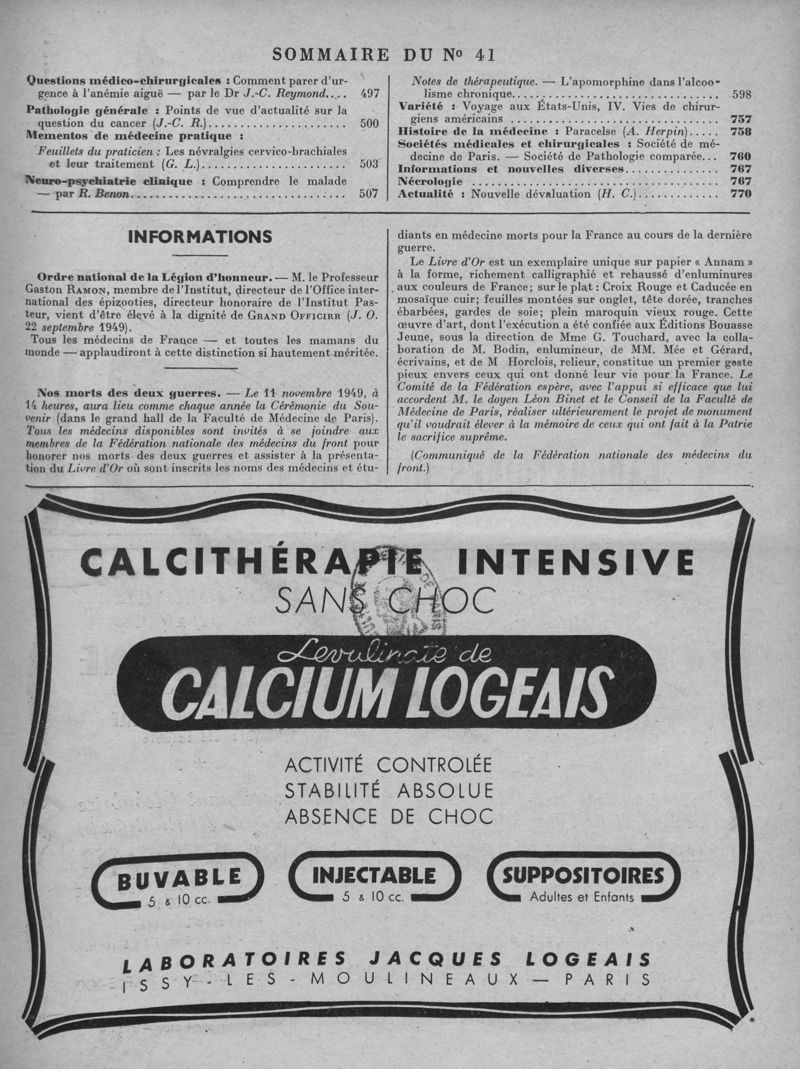 SOMMAIRE DU Nº 41
Questions médico-chirurgicales : Comment parer d'ur-
gence à l'anémie aiguë — par le Dr J.-C. Reymond.... 497
Pathologie générale : Points de vue d'actualité sur la
question du cancer (J.-C. R.)..................... 500
Mementos de médecine pratique :
Feuillets du praticien : Les névralgies cervico-brachiales
et leur traitement (G. L.)...................... 503
Neuro-psychiatrie clinique : Comprendre le malade
— par R. Benon................................. 507
Notes de thérapeutique. — L'apomorphine dans l'alcoo-
lisme chronique................................ 598
Variété : Voyage aux États-Unis, IV. Vies de chirur-
giens américains ............................... 757
Histoire de la médecine : Paracelse (A. Herpin)..... 758
Sociétés médicales et chirurgicales : Société de mé-
decine de Paris. — Société de Pathologie comparée... 760
Informations et nouvelles diverses............... 767
Nécrologie ..................................... 767
Actualité : Nouvelle dévaluation (H. C.)............. 770
INFORMATIONS
Ordre national de la Légion d'honneur. — M. le Professeur
Gaston RAMON, membre de l'Institut, directeur de l'Office inter-
national des épizooties, directeur honoraire de l'Institut Pas-
teur, vient d'être élevé à la dignité de GRAND OFFICIRR (J. O.
22 septembre 1949).
Tous les médecins de France — et toutes les mamans du
monde — applaudiront à cette distinction si hautement méritée.
Nos morts des deux guerres. — Le 11 novembre 1949, à
14 heures, aura lieu comme chaque année la Cérémonie du Sou-
venir (dans le grand hall de la Faculté de Médecine de Paris).
Tous les médecins disponibles sont invités à se joindre aux
membres de la Fédération nationale des médecins du front pour
honorer nos morts des deux guerres et assister à la présenta-
tion du Livre d'Or où sont inscrits les noms des médecins et étu-
diants en médecine morts pour la France au cours de la dernière
guerre.
Le Livre d'Or est un exemplaire unique sur papier « Annam »
à la forme, richement calligraphié et rehaussé d'enluminures
aux couleurs de France; sur le plat : Croix Rouge et Caducée en
mosaïque cuir; feuilles montées sur onglet, tête dorée, tranches
ébarbées, gardes de soie; plein maroquin vieux rouge. Cette
œuvre d'art, dont l'exécution a été confiée aux Éditions Bouasse
Jeune, sous la direction de Mme G. Touchard, avec la colla-
boration de M. Bodin, enlumineur, de MM. Mée et Gérard,
écrivains, et de M Horclois, relieur, constitue un premier geste
pieux envers ceux qui ont donné leur vie pour la France. Le
Comité de la Fédération espère, avec l'appui si efficace que lui
accordent M. le doyen Léon Binet et le Conseil de la Faculté de
Médecine de Paris, réaliser ultérieurement le projet de monument
qu'il voudrait élever à la mémoire de ceux qui ont fait à la Patrie
le sacrifice suprême.
(Communiqué de la Fédération nationale des médecins du
front.)
CALCITHÉRAPIE INTENSIVE
SANS CHOC
Levulinate de
CALCIUM LOGEAIS
ACTIVITÉ CONTROLÉE
STABILITÉ ABSOLUE
ABSENCE DE CHOC
BUVABLE
5 & 10 cc.
INJECTABLE
5 & 10 cc.
SUPPOSITOIRES
Adultes et Enfants
LABORATOIRES JACQUES LOGEAIS
ISSY-LES-MOULINEAUX — PARIS